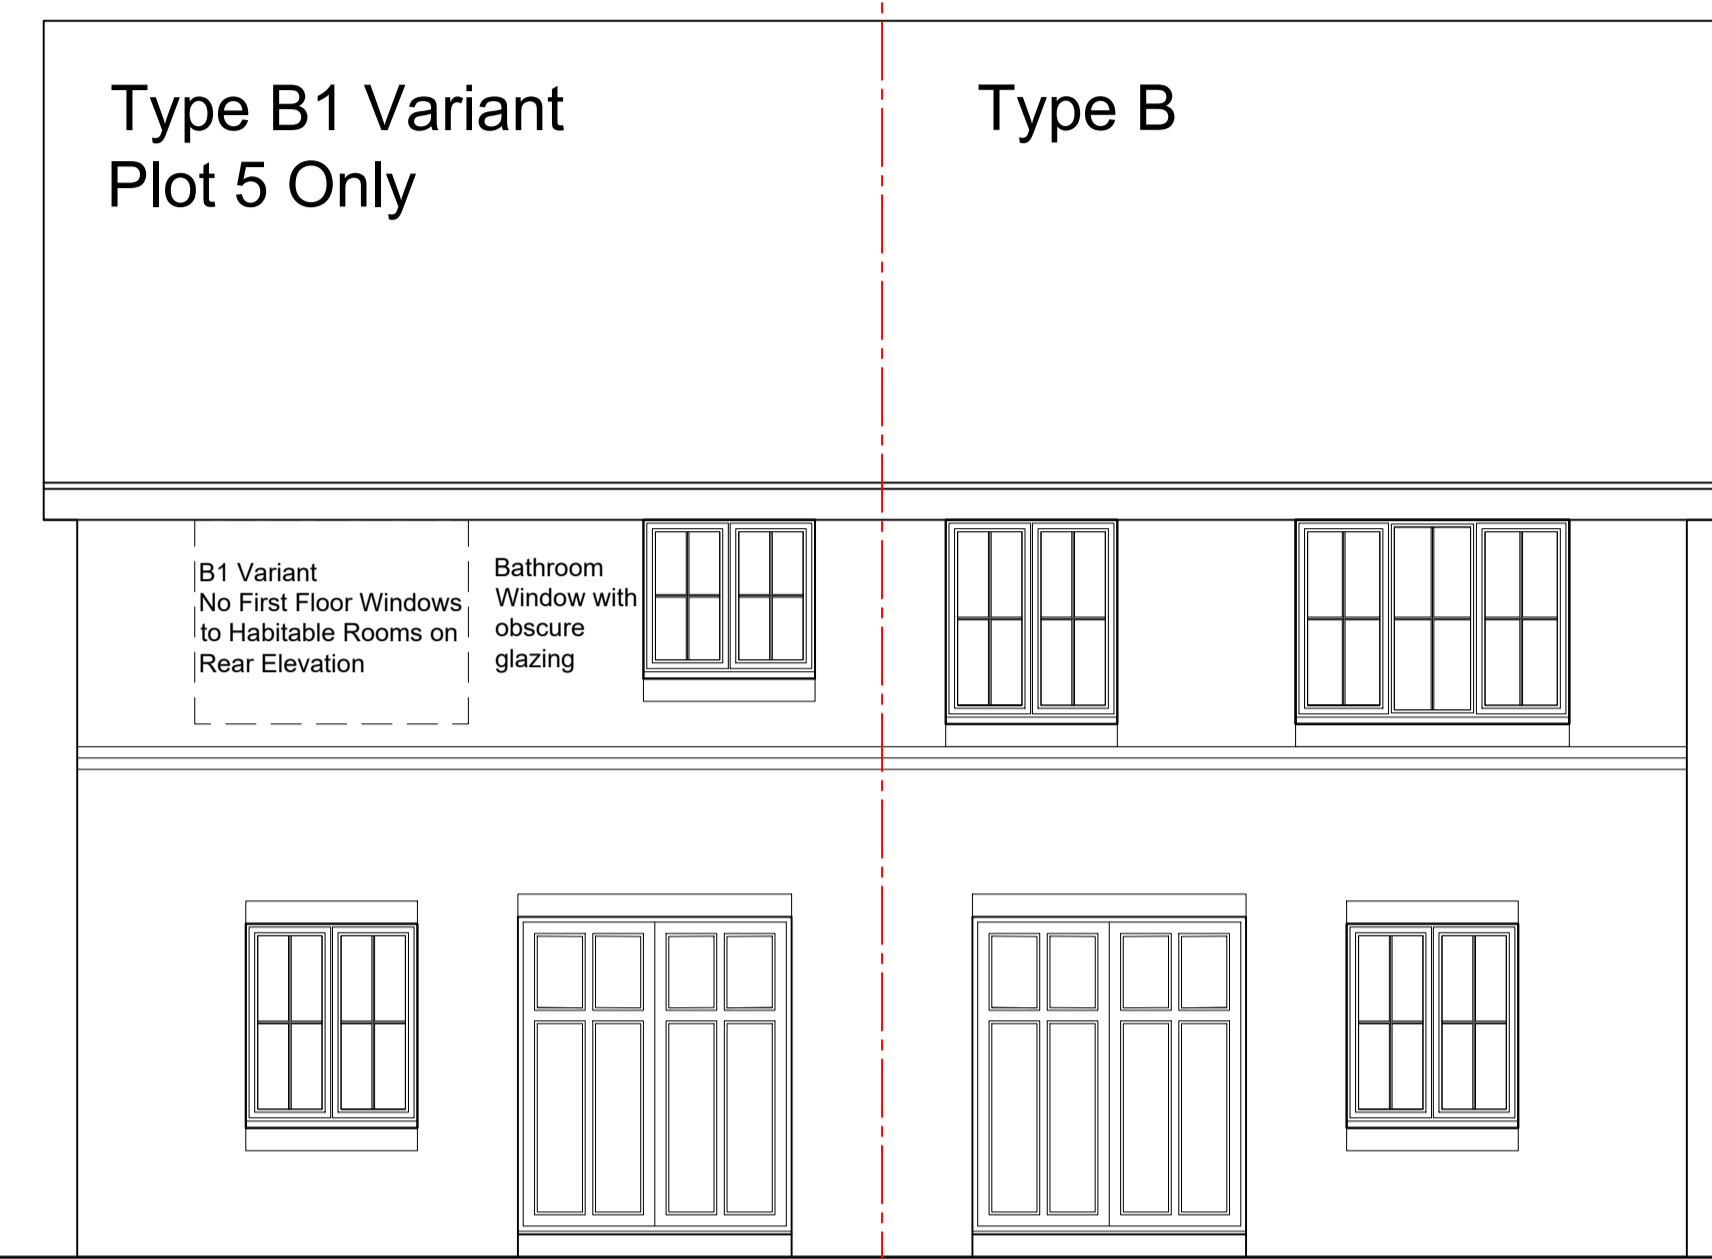 Type B1 Variant
Plot 5 Only
Type B
B1 Variant
No First Floor Windows
to Habitable Rooms on
Rear Elevation
Bathroom
Window with
obscure
glazing